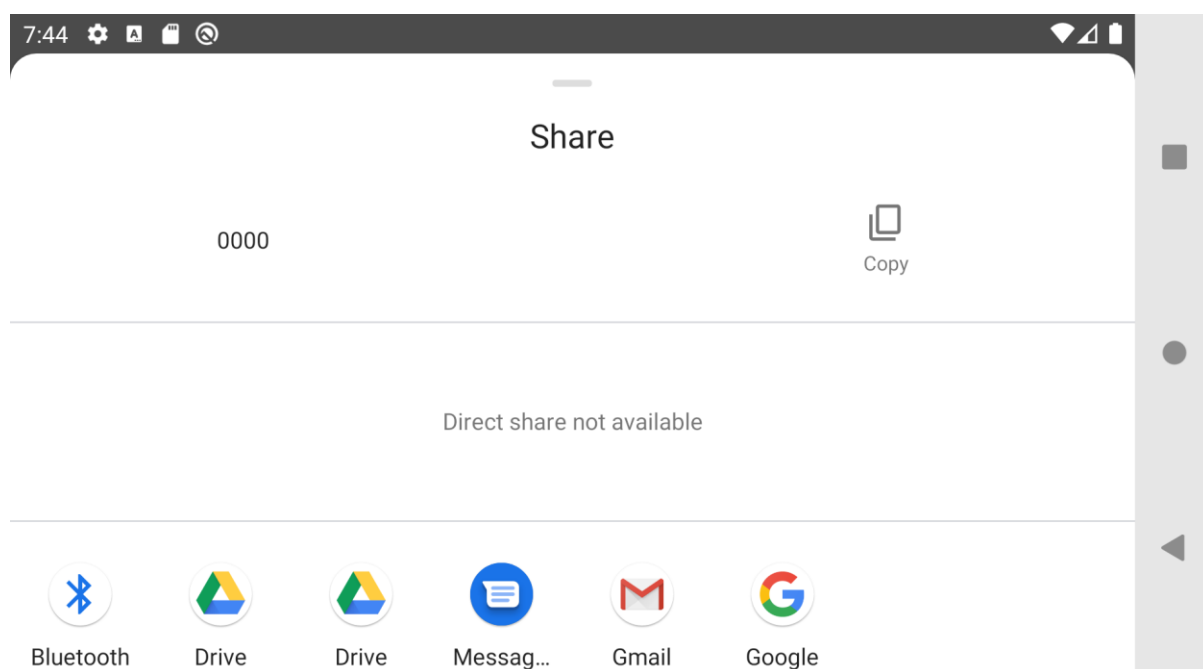 7:44
Share
0000
Copy
Direct share not available
Bluetooth
Drive
Drive
Messag...
Gmail
Google